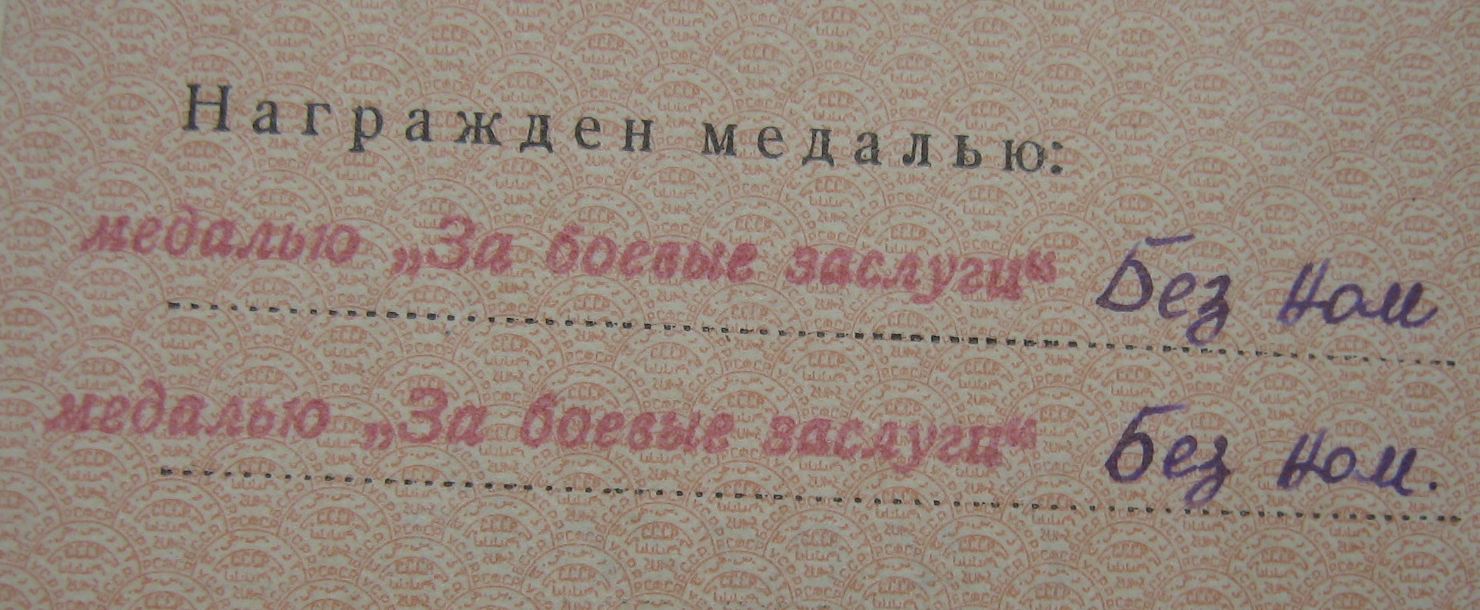 Награжден медалью:
медалью „За боевые заслуги“ Без ном
медалью „За боевые заслуги“ Без ном.